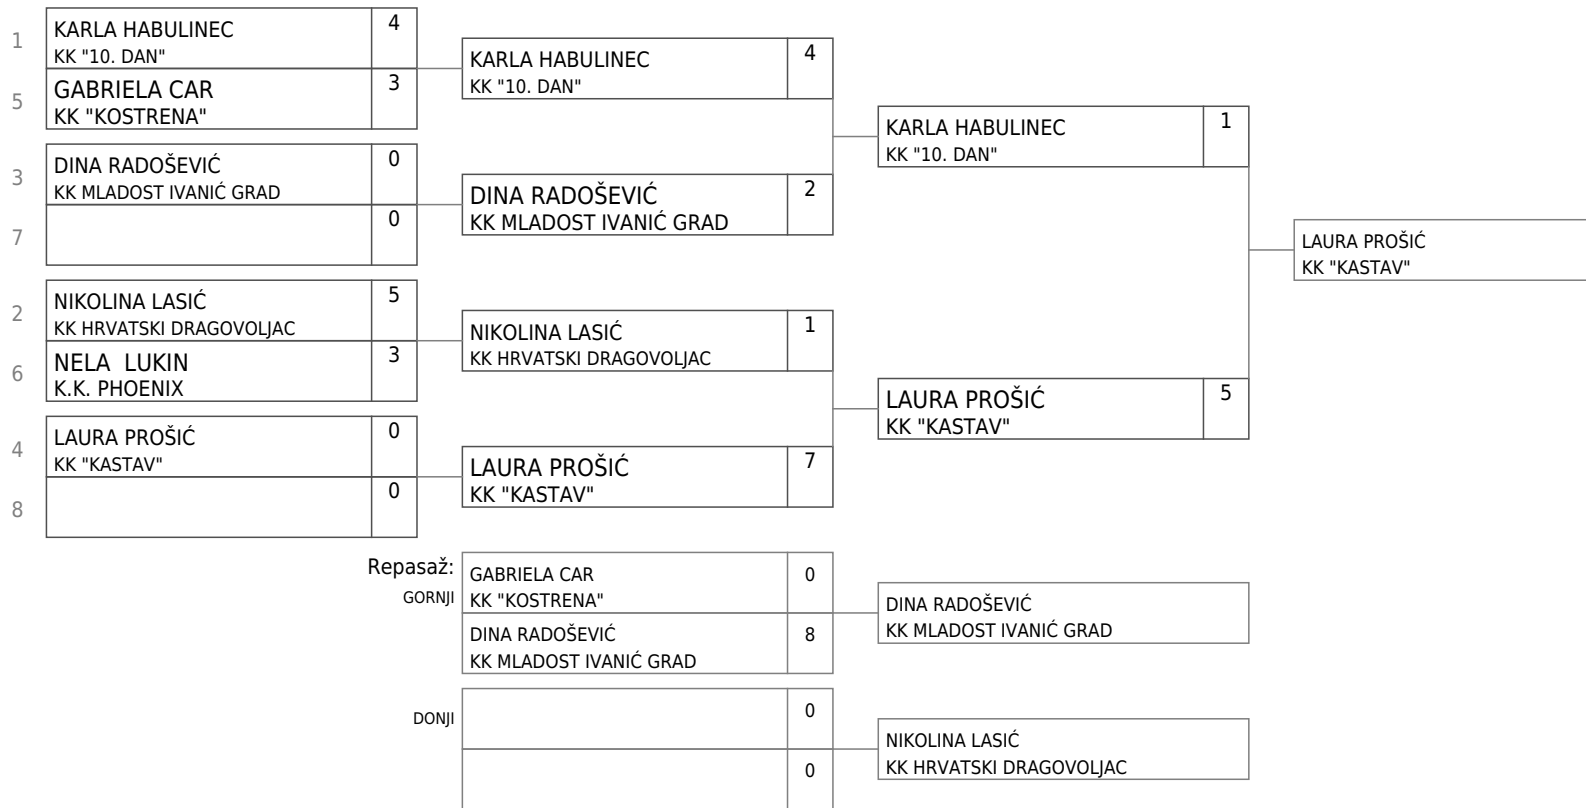 1
KARLA HABULINEC
KK "10. DAN"
4
5
GABRIELA CAR
KK "KOSTRENA"
3
3
DINA RADOŠEVIĆ
KK MLADOST IVANIĆ GRAD
0
7
0
2
NIKOLINA LASIĆ
KK HRVATSKI DRAGOVOLJAC
5
6
NELA  LUKIN
K.K. PHOENIX
3
4
LAURA PROŠIĆ
KK "KASTAV"
0
8
0
KARLA HABULINEC
KK "10. DAN"
4
DINA RADOŠEVIĆ
KK MLADOST IVANIĆ GRAD
2
NIKOLINA LASIĆ
KK HRVATSKI DRAGOVOLJAC
1
LAURA PROŠIĆ
KK "KASTAV"
7
KARLA HABULINEC
KK "10. DAN"
1
LAURA PROŠIĆ
KK "KASTAV"
5
LAURA PROŠIĆ
KK "KASTAV"
Repasaž:
GORNJI
GABRIELA CAR
KK "KOSTRENA"
0
DINA RADOŠEVIĆ
KK MLADOST IVANIĆ GRAD
8
DINA RADOŠEVIĆ
KK MLADOST IVANIĆ GRAD
DONJI
0
0
NIKOLINA LASIĆ
KK HRVATSKI DRAGOVOLJAC